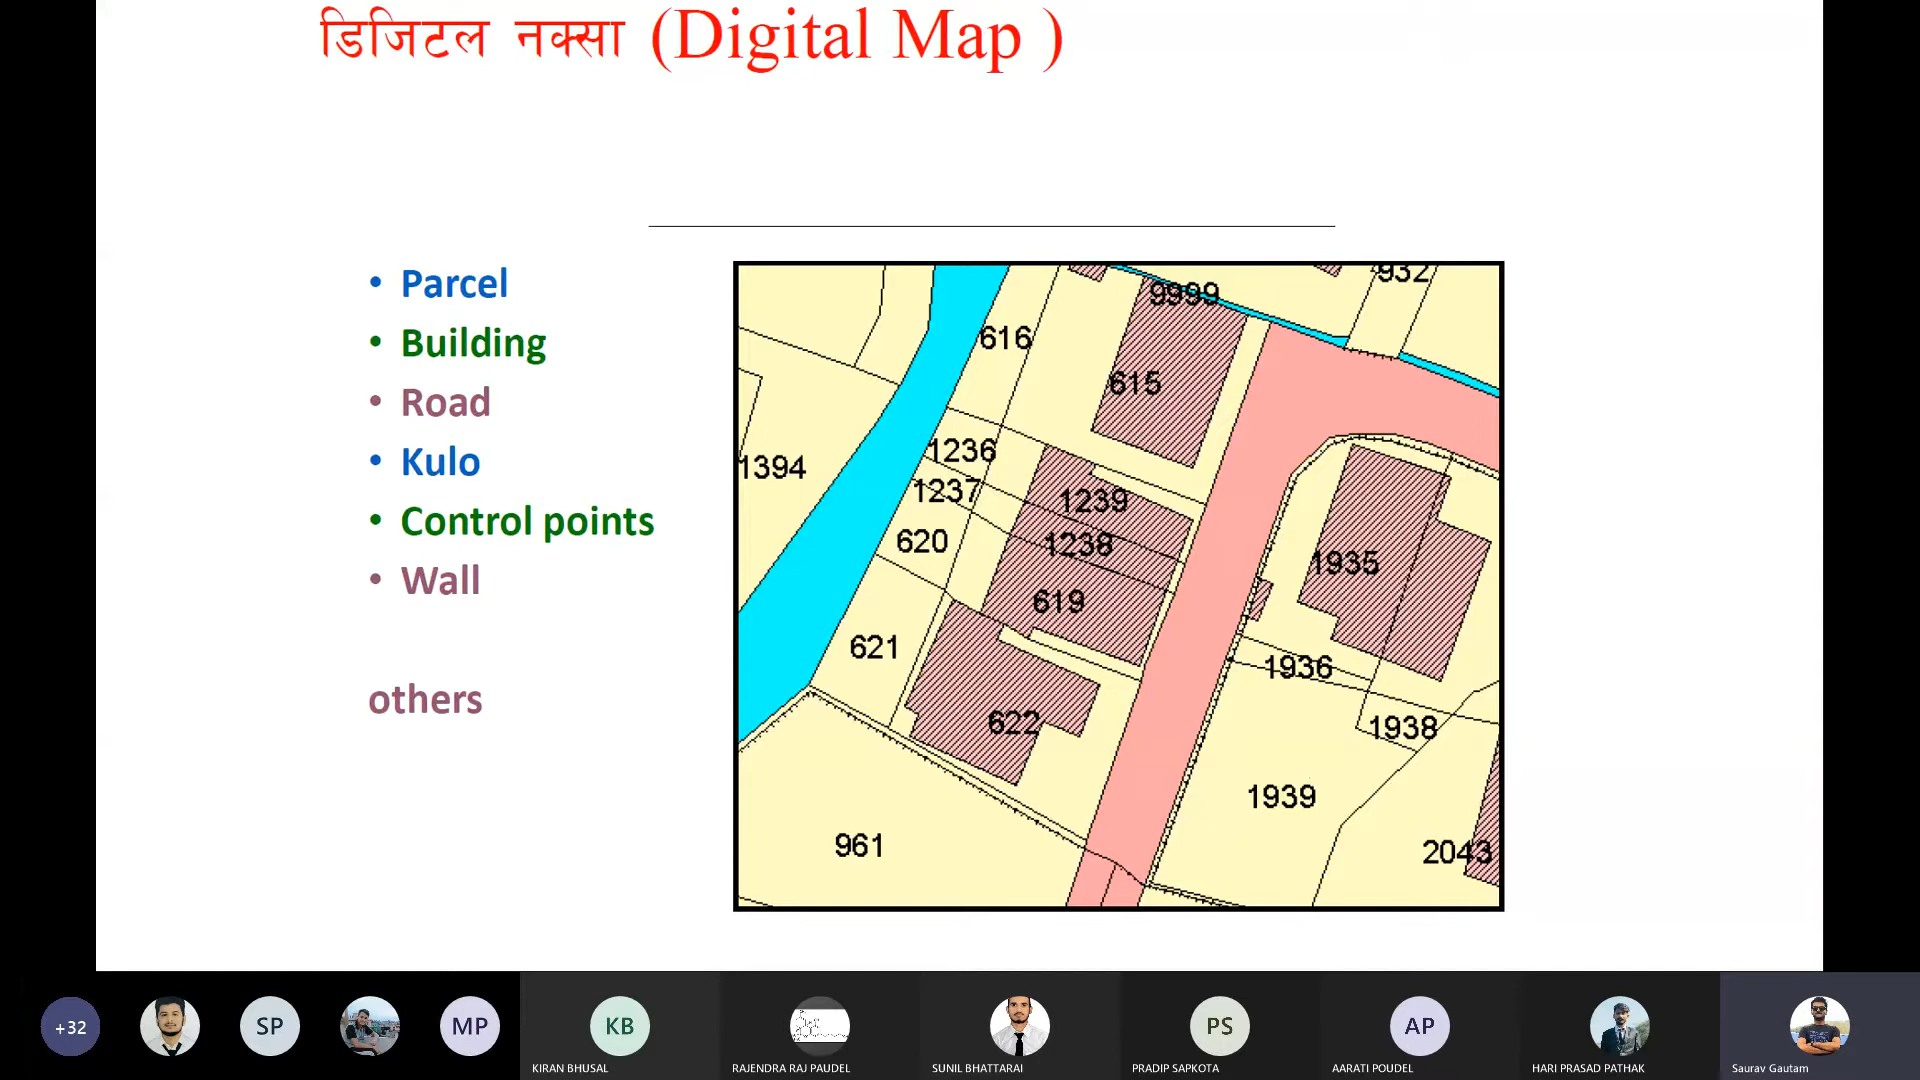 डिजिटल नक्सा (Digital Map )
• Parcel
• Building
• Road
• Kulo
• Control points
• Wall
others
932
9999
616
615
1236
1394
1237
1239
620
1238
1935
619
621
1936
622
1938
1939
961
2043
+32
SP
MP
KB
PS
AP
KIRAN BHUSAL
RAJENDRA RAJ PAUDEL
SUNIL BHATTARAI
PRADIP SAPKOTA
AARATI POUDEL
HARI PRASAD PATHAK
Saurav Gautam